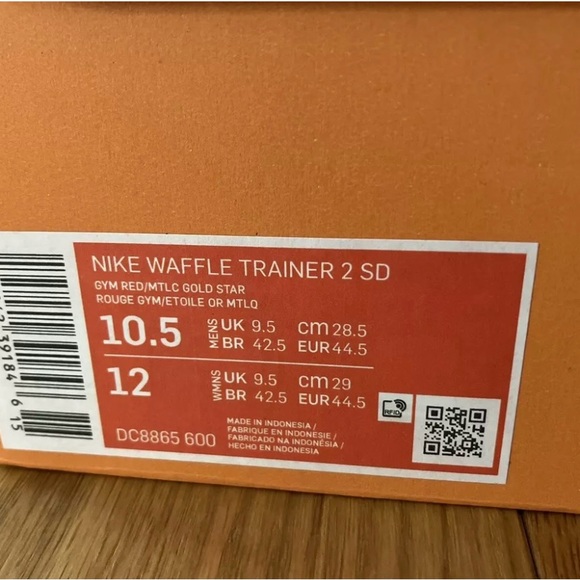 NIKE WAFFLE TRAINER 2 SD
GYM RED/MTLC GOLD STAR
ROUGE GYM/ETOILE OR MTLQ
10.5 MENS UK 9.5 cm 28.5
BR 42.5 EUR 44.5
12 WMNS UK 9.5 cm 29
BR 42.5 EUR 44.5
DC8865 600
MADE IN INDONESIA/
FABRIQUE EN INDONESIE/
FABRICADO NA INDONÉSIA/
HECHO EN INDONESIA
RFID
39184 615